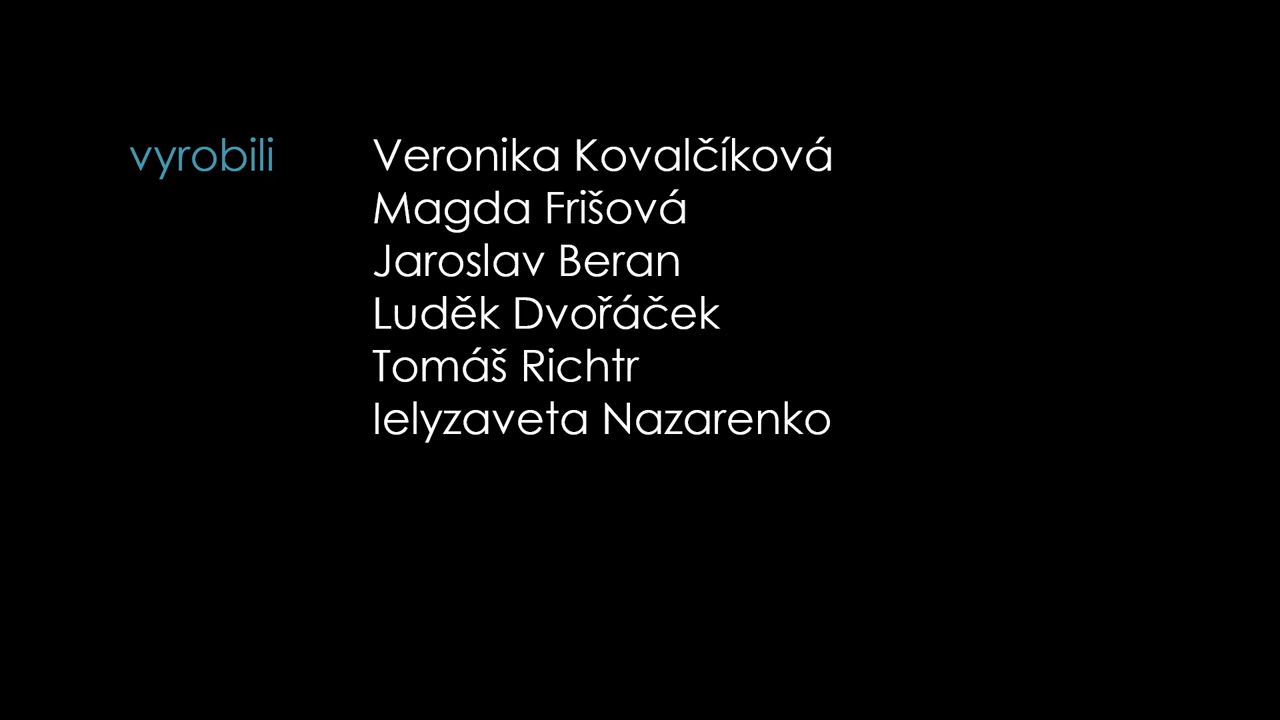 vyrobili Veronika Kovalčíková
Magda Frišová
Jaroslav Beran
Luděk Dvořáček
Tomáš Richtr
Ielyzaveta Nazarenko